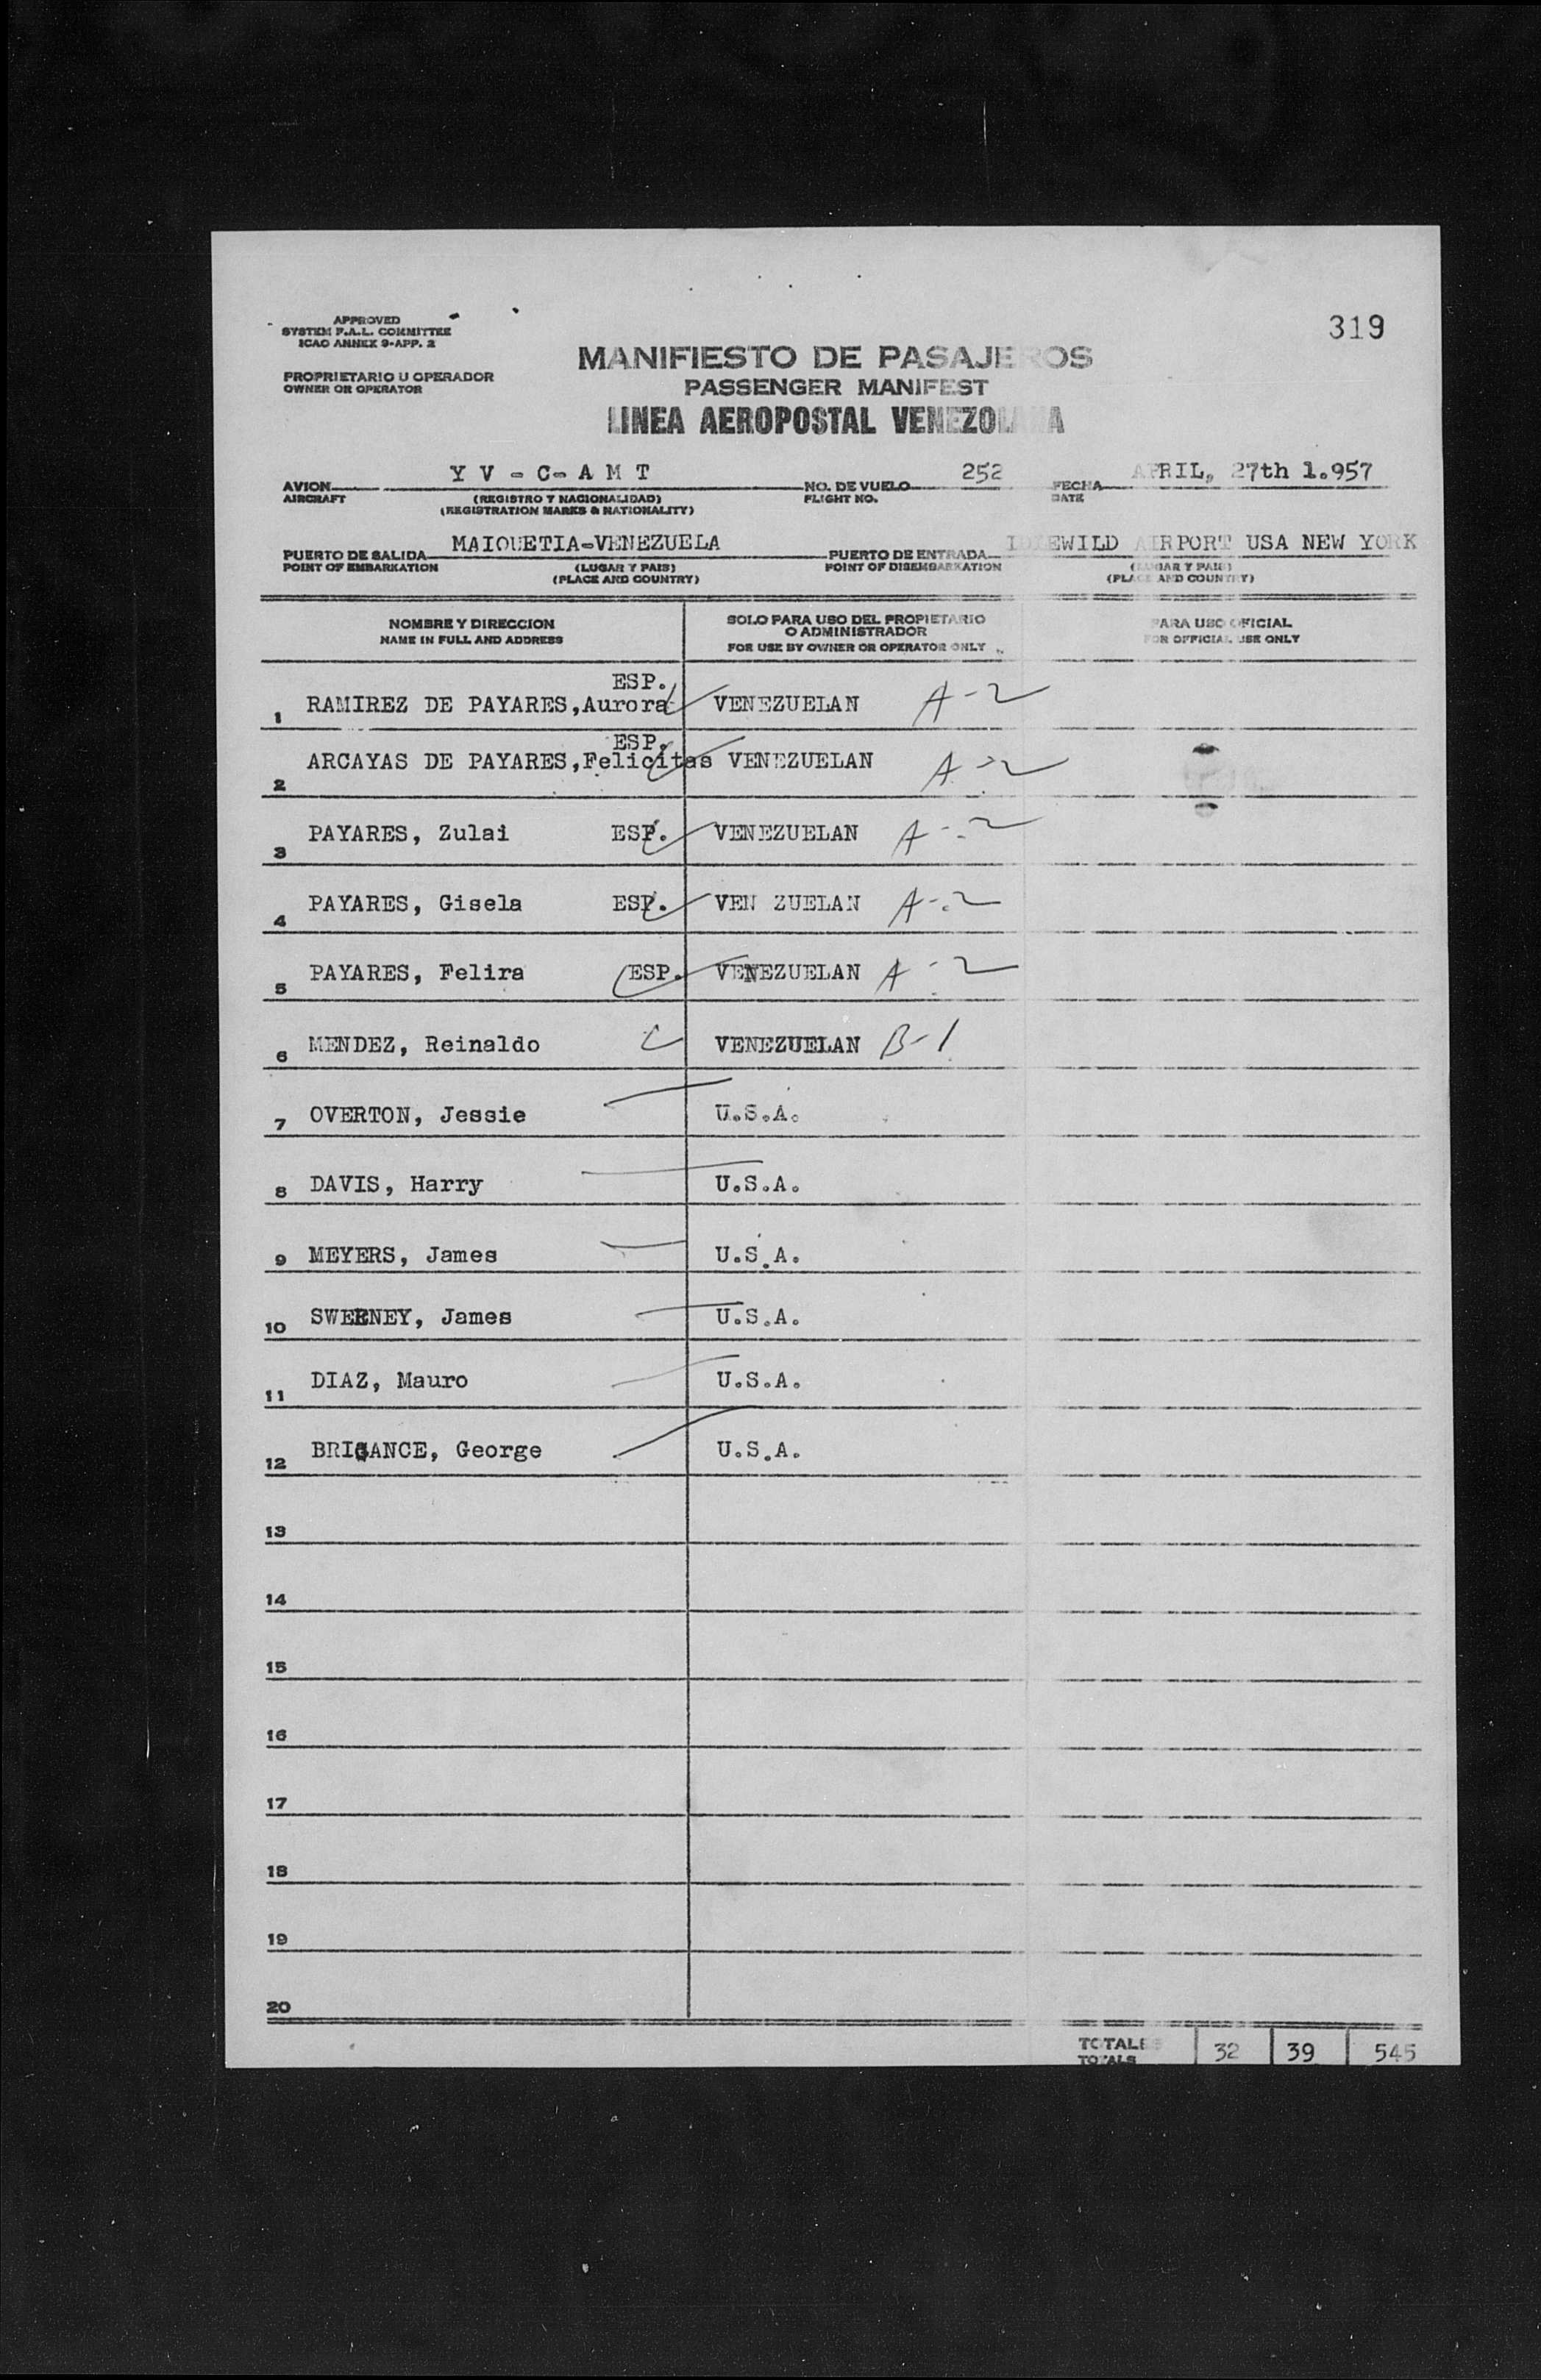 319
APPROVED
SYSTEM F.A.L. COMMITTEE
ICAO ANNEX 9-APP. 2
PROPRIETARIO U OPERADOR
OWNER OR OPERATOR
MANIFIESTO DE PASAJEROS
PASSENGER MANIFEST
LINEA AEROPOSTAL VENEZOLANA
AVION Y V - C- A M T NO. DE VUELO 252 FECHA APRIL, 27th 1.957
AIRCRAFT (REGISTRO Y NACIONALIDAD) FLIGHT NO. DATE
(REGISTRATION MARKS & NATIONALITY)
PUERTO DE SALIDA MAIQUETIA-VENEZUELA PUERTO DE ENTRADA IDLEWILD AIRPORT USA NEW YORK
POINT OF EMBARKATION (LUGAR Y PAIS) POINT OF DISEMBARKATION (LUGAR Y PAIS)
(PLACE AND COUNTRY) (PLACE AND COUNTRY)
NOMBRE Y DIRECCION SOLO PARA USO DEL PROPIETARIO PARA USO OFICIAL
NAME IN FULL AND ADDRESS O ADMINISTRADOR FOR OFFICIAL USE ONLY
FOR USE BY OWNER OR OPERATOR ONLY
ESP.
1 RAMIREZ DE PAYARES,Aurora VENEZUELAN A-2
ESP.
2 ARCAYAS DE PAYARES,Felicitas VENEZUELAN A-2
3 PAYARES, Zulai ESP. VENEZUELAN A-2
4 PAYARES, Gisela ESP. VEN ZUELAN A-2
5 PAYARES, Felira ESP. VENEZUELAN A-2
6 MENDEZ, Reinaldo VENEZUELAN B-1
7 OVERTON, Jessie U.S.A.
8 DAVIS, Harry U.S.A.
9 MEYERS, James U.S.A.
10 SWEENEY, James U.S.A.
11 DIAZ, Mauro U.S.A.
12 BRIGANCE, George U.S.A.
13
14
15
16
17
18
19
20
TOTALES 32 39 545
TOTALS